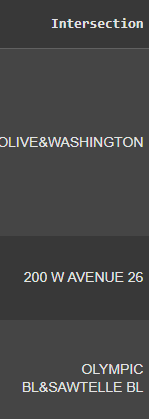 Intersection
OLIVE&WASHINGTON
200 W AVENUE 26
OLYMPIC
BL&SAWTELLE BL